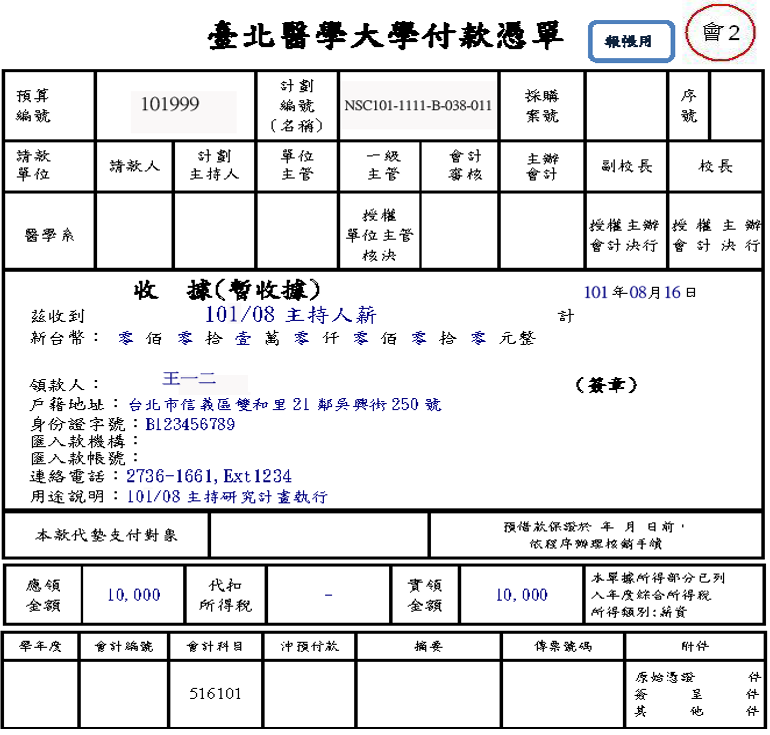 臺北醫學大學付款憑單
報帳用
會2
預算編號
101999
計劃編號(名稱)
NSC101-1111-B-038-011
採購案號
序號
請款單位
請款人
計劃主持人
單位主管
一級主管
會計審核
主辦會計
副校長
校長
醫學系
授權單位主管核決
授權主辦會計決行
授權主辦會計決行
收 據(暫收據)
101年08月16日
茲收到 101/08 主持人薪 計
新台幣: 零 佰 零 拾 壹 萬 零 仟 零 佰 零 拾 零 元整
領款人: 王一二 (簽章)
戶籍地址:台北市信義區雙和里21鄰吳興街250號
身份證字號:B123456789
匯入款機構:
匯入款帳號:
連絡電話:2736-1661,Ext1234
用途說明:101/08主持研究計畫執行
本款代墊支付對象
預借款保證於 年 月 日前,
依程序辦理核銷手續
應領金額
10,000
代扣所得稅
-
實領金額
10,000
本單據所得部分已列
入年度綜合所得稅
所得類別:薪資
學年度 會計編號 會計科目 沖預付款 摘要 傳票號碼 附件
516101
原始憑證 件
簽 呈 件
其 他 件